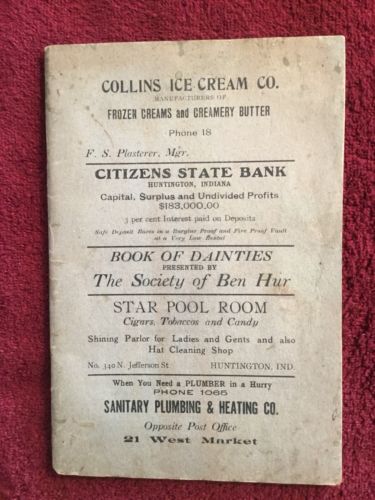 COLLINS ICE CREAM CO.
MANUFACTURERS OF
FROZEN CREAMS and CREAMERY BUTTER
Phone 18
F. S. Plasterer, Mgr.
CITIZENS STATE BANK
HUNTINGTON, INDIANA
Capital, Surplus and Undivided Profits
$183,000,00
3 per cent Interest paid on Deposits
Safe Deposit Boxes in a Burglar Proof and Fire Proof Vault
at a Very Low Rental
BOOK OF DAINTIES
PRESENTED BY
The Society of Ben Hur
STAR POOL ROOM
Cigars, Tobaccos and Candy
Shining Parlor for Ladies and Gents and also
Hat Cleaning Shop
No. 340 N. Jefferson St HUNTINGTON, IND.
When You Need a PLUMBER in a Hurry
PHONE 1065
SANITARY PLUMBING & HEATING CO.
Opposite Post Office
21 West Market